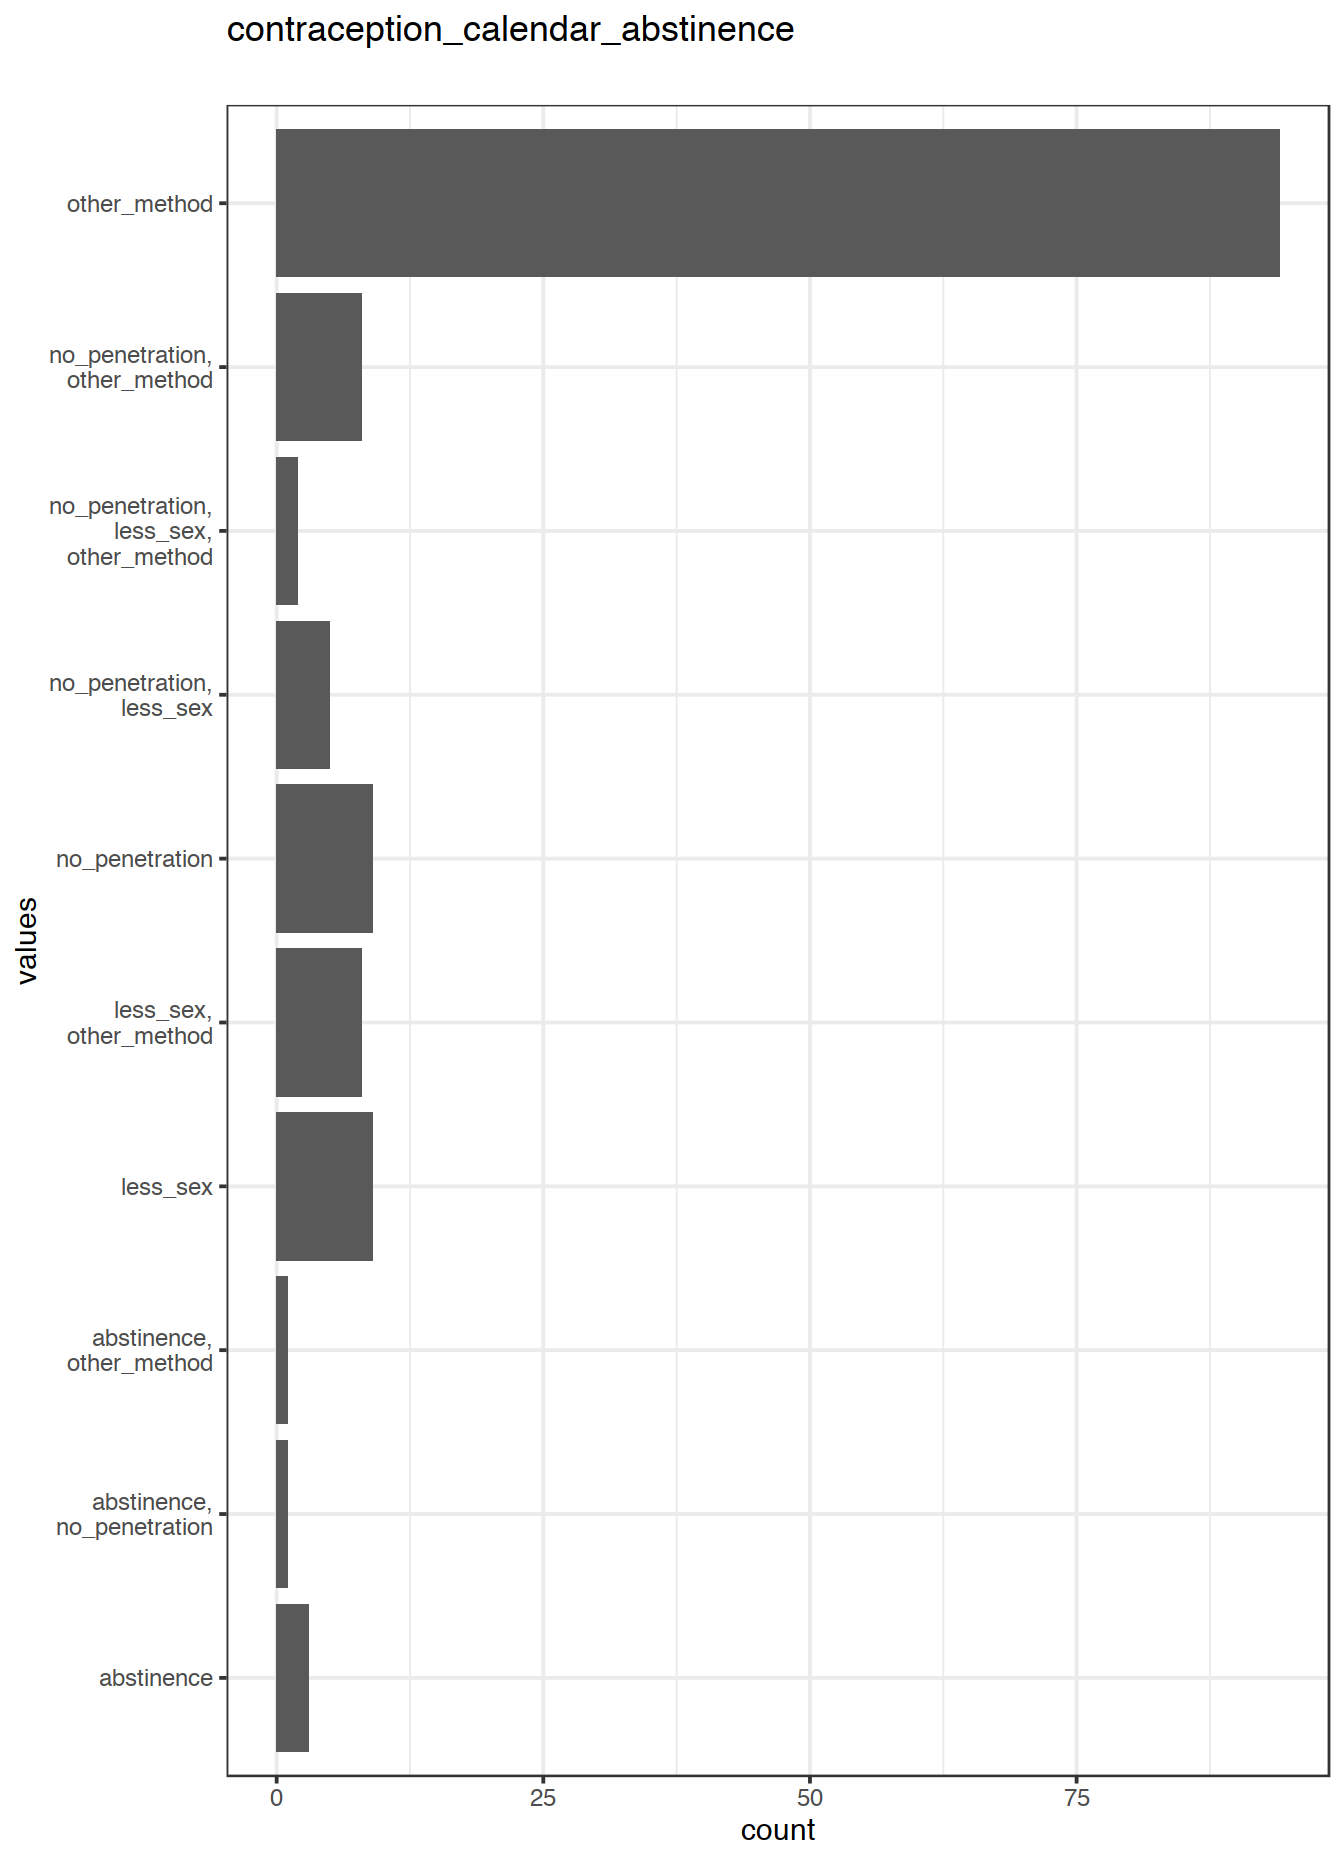 contraception_calendar_abstinence
other_method
no_penetration,
other_method
no_penetration,
less_sex,
other_method
no_penetration,
less_sex
no_penetration
less_sex,
other_method
less_sex
abstinence,
other_method
abstinence,
no_penetration
abstinence
values
0 25 50 75
count